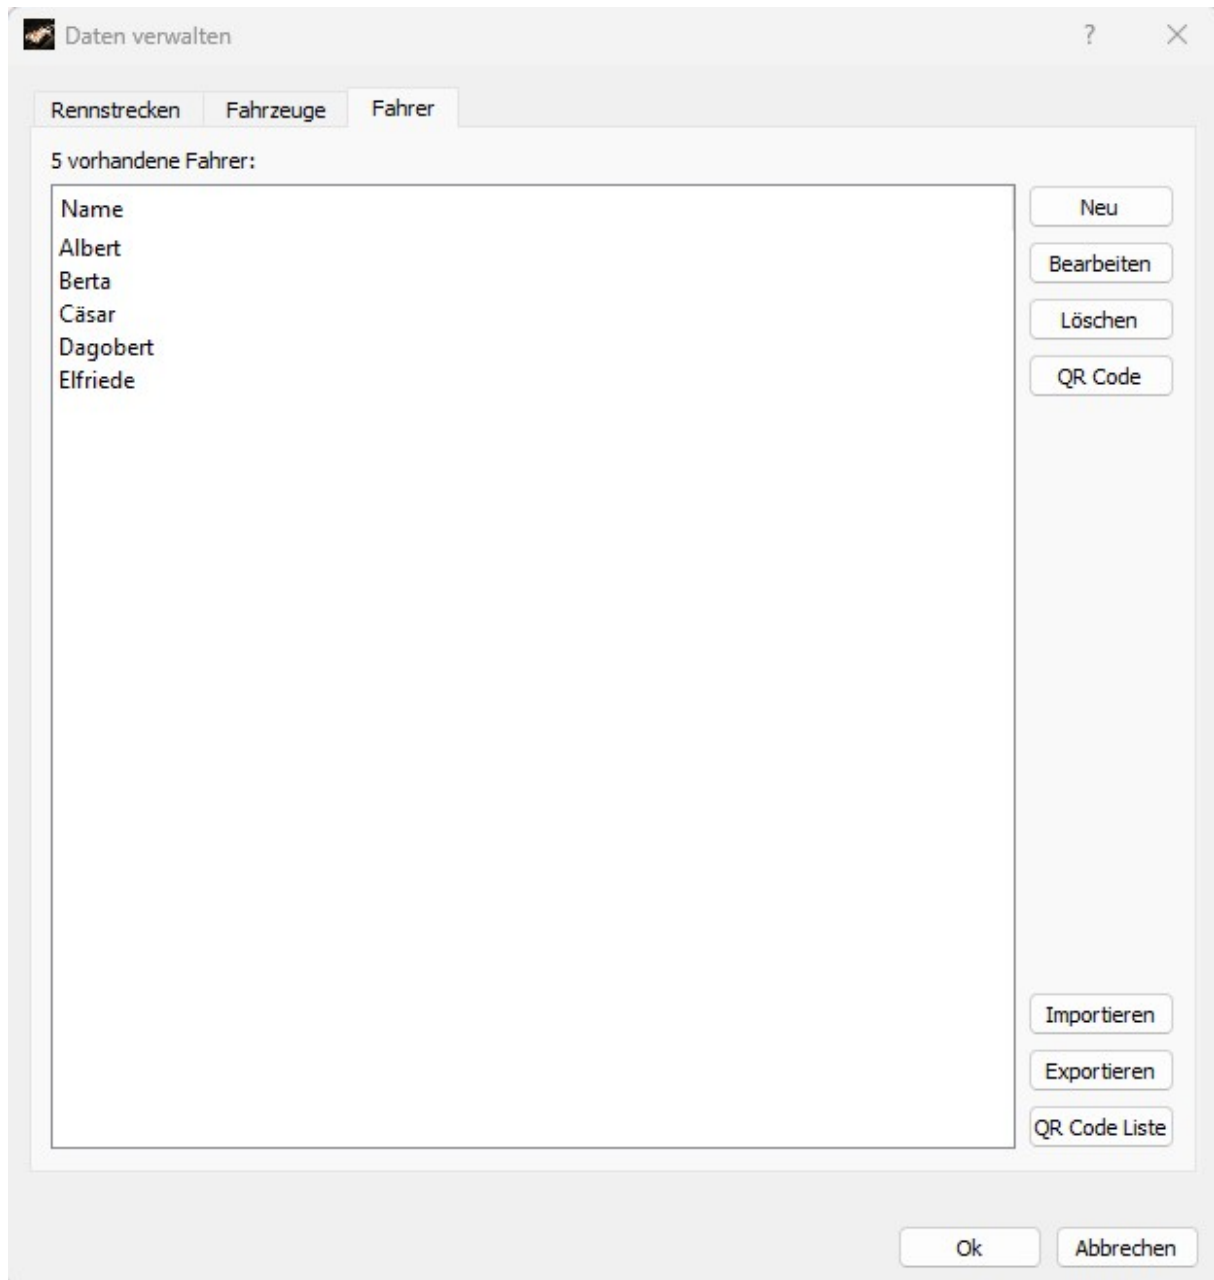 Daten verwalten ?
Rennstrecken Fahrzeuge Fahrer
5 vorhandene Fahrer:
Name
Albert
Berta
Cäsar
Dagobert
Elfriede
Neu
Bearbeiten
Löschen
QR Code
Importieren
Exportieren
QR Code Liste
Ok Abbrechen